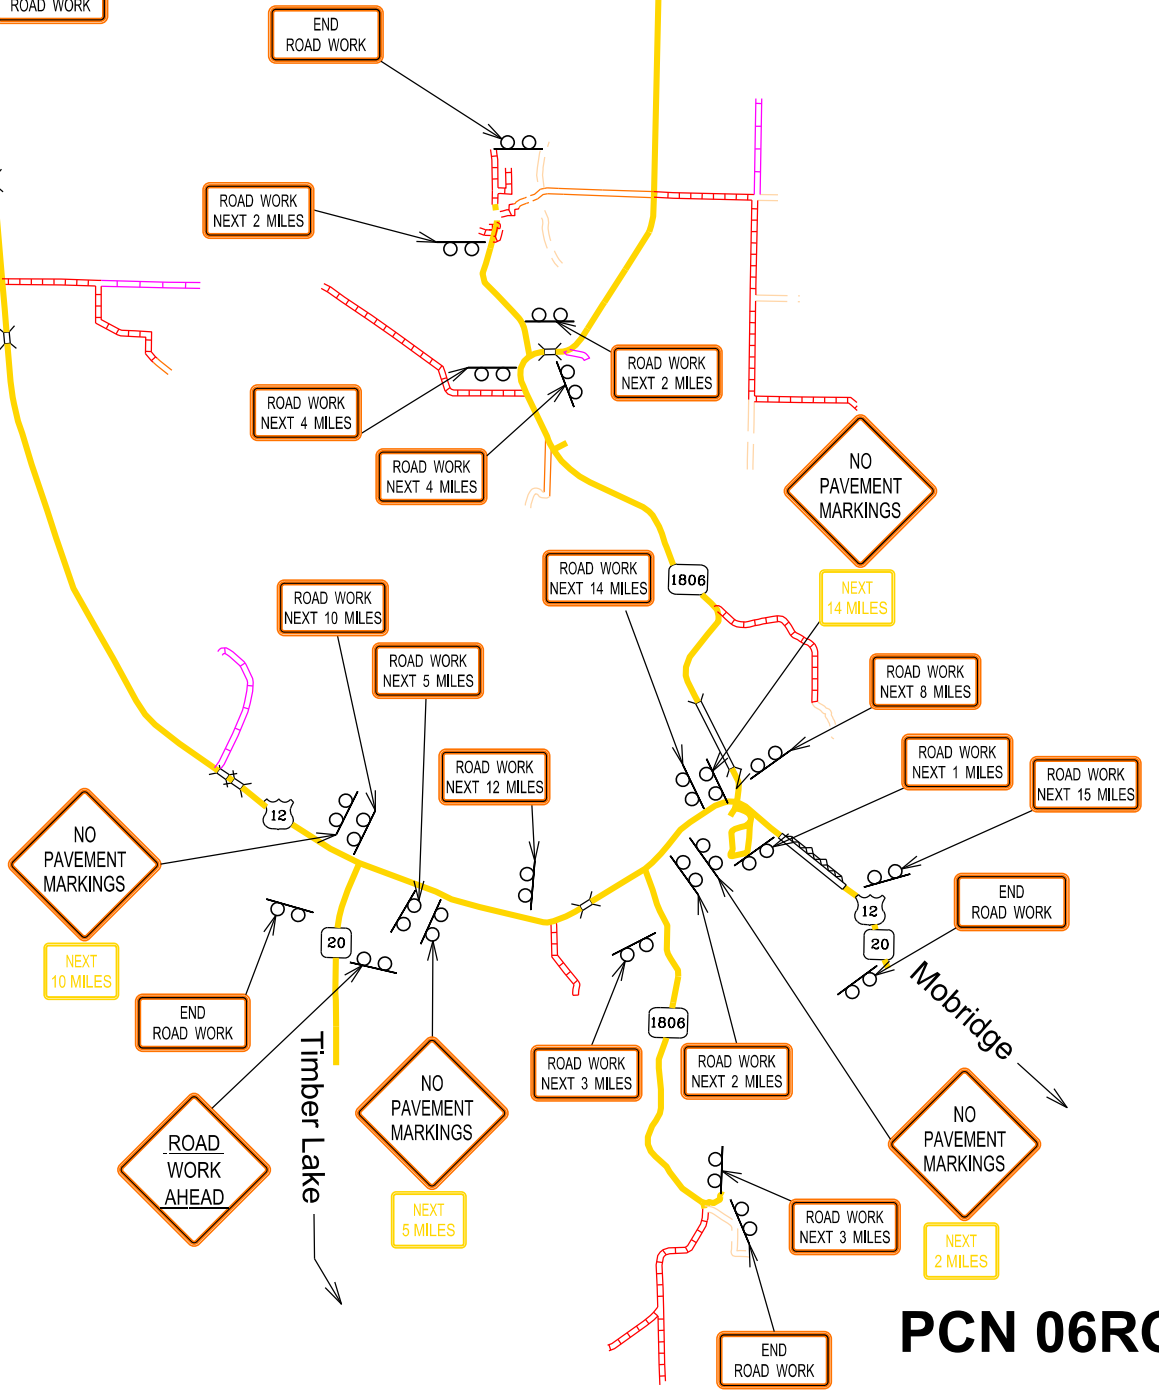 ROAD WORK
END
ROAD WORK
ROAD WORK
NEXT 2 MILES
ROAD WORK
NEXT 2 MILES
ROAD WORK
NEXT 4 MILES
ROAD WORK
NEXT 4 MILES
NO
PAVEMENT
MARKINGS
NEXT
14 MILES
ROAD WORK
NEXT 14 MILES
1806
ROAD WORK
NEXT 10 MILES
ROAD WORK
NEXT 5 MILES
ROAD WORK
NEXT 8 MILES
ROAD WORK
NEXT 12 MILES
ROAD WORK
NEXT 1 MILES
ROAD WORK
NEXT 15 MILES
12
NO
PAVEMENT
MARKINGS
NEXT
10 MILES
END
ROAD WORK
12
20
20
END
ROAD WORK
Mobridge
1806
Timber Lake
ROAD WORK
NEXT 3 MILES
ROAD WORK
NEXT 2 MILES
NO
PAVEMENT
MARKINGS
NEXT
5 MILES
NO
PAVEMENT
MARKINGS
NEXT
2 MILES
ROAD
WORK
AHEAD
ROAD WORK
NEXT 3 MILES
END
ROAD WORK
PCN 06R